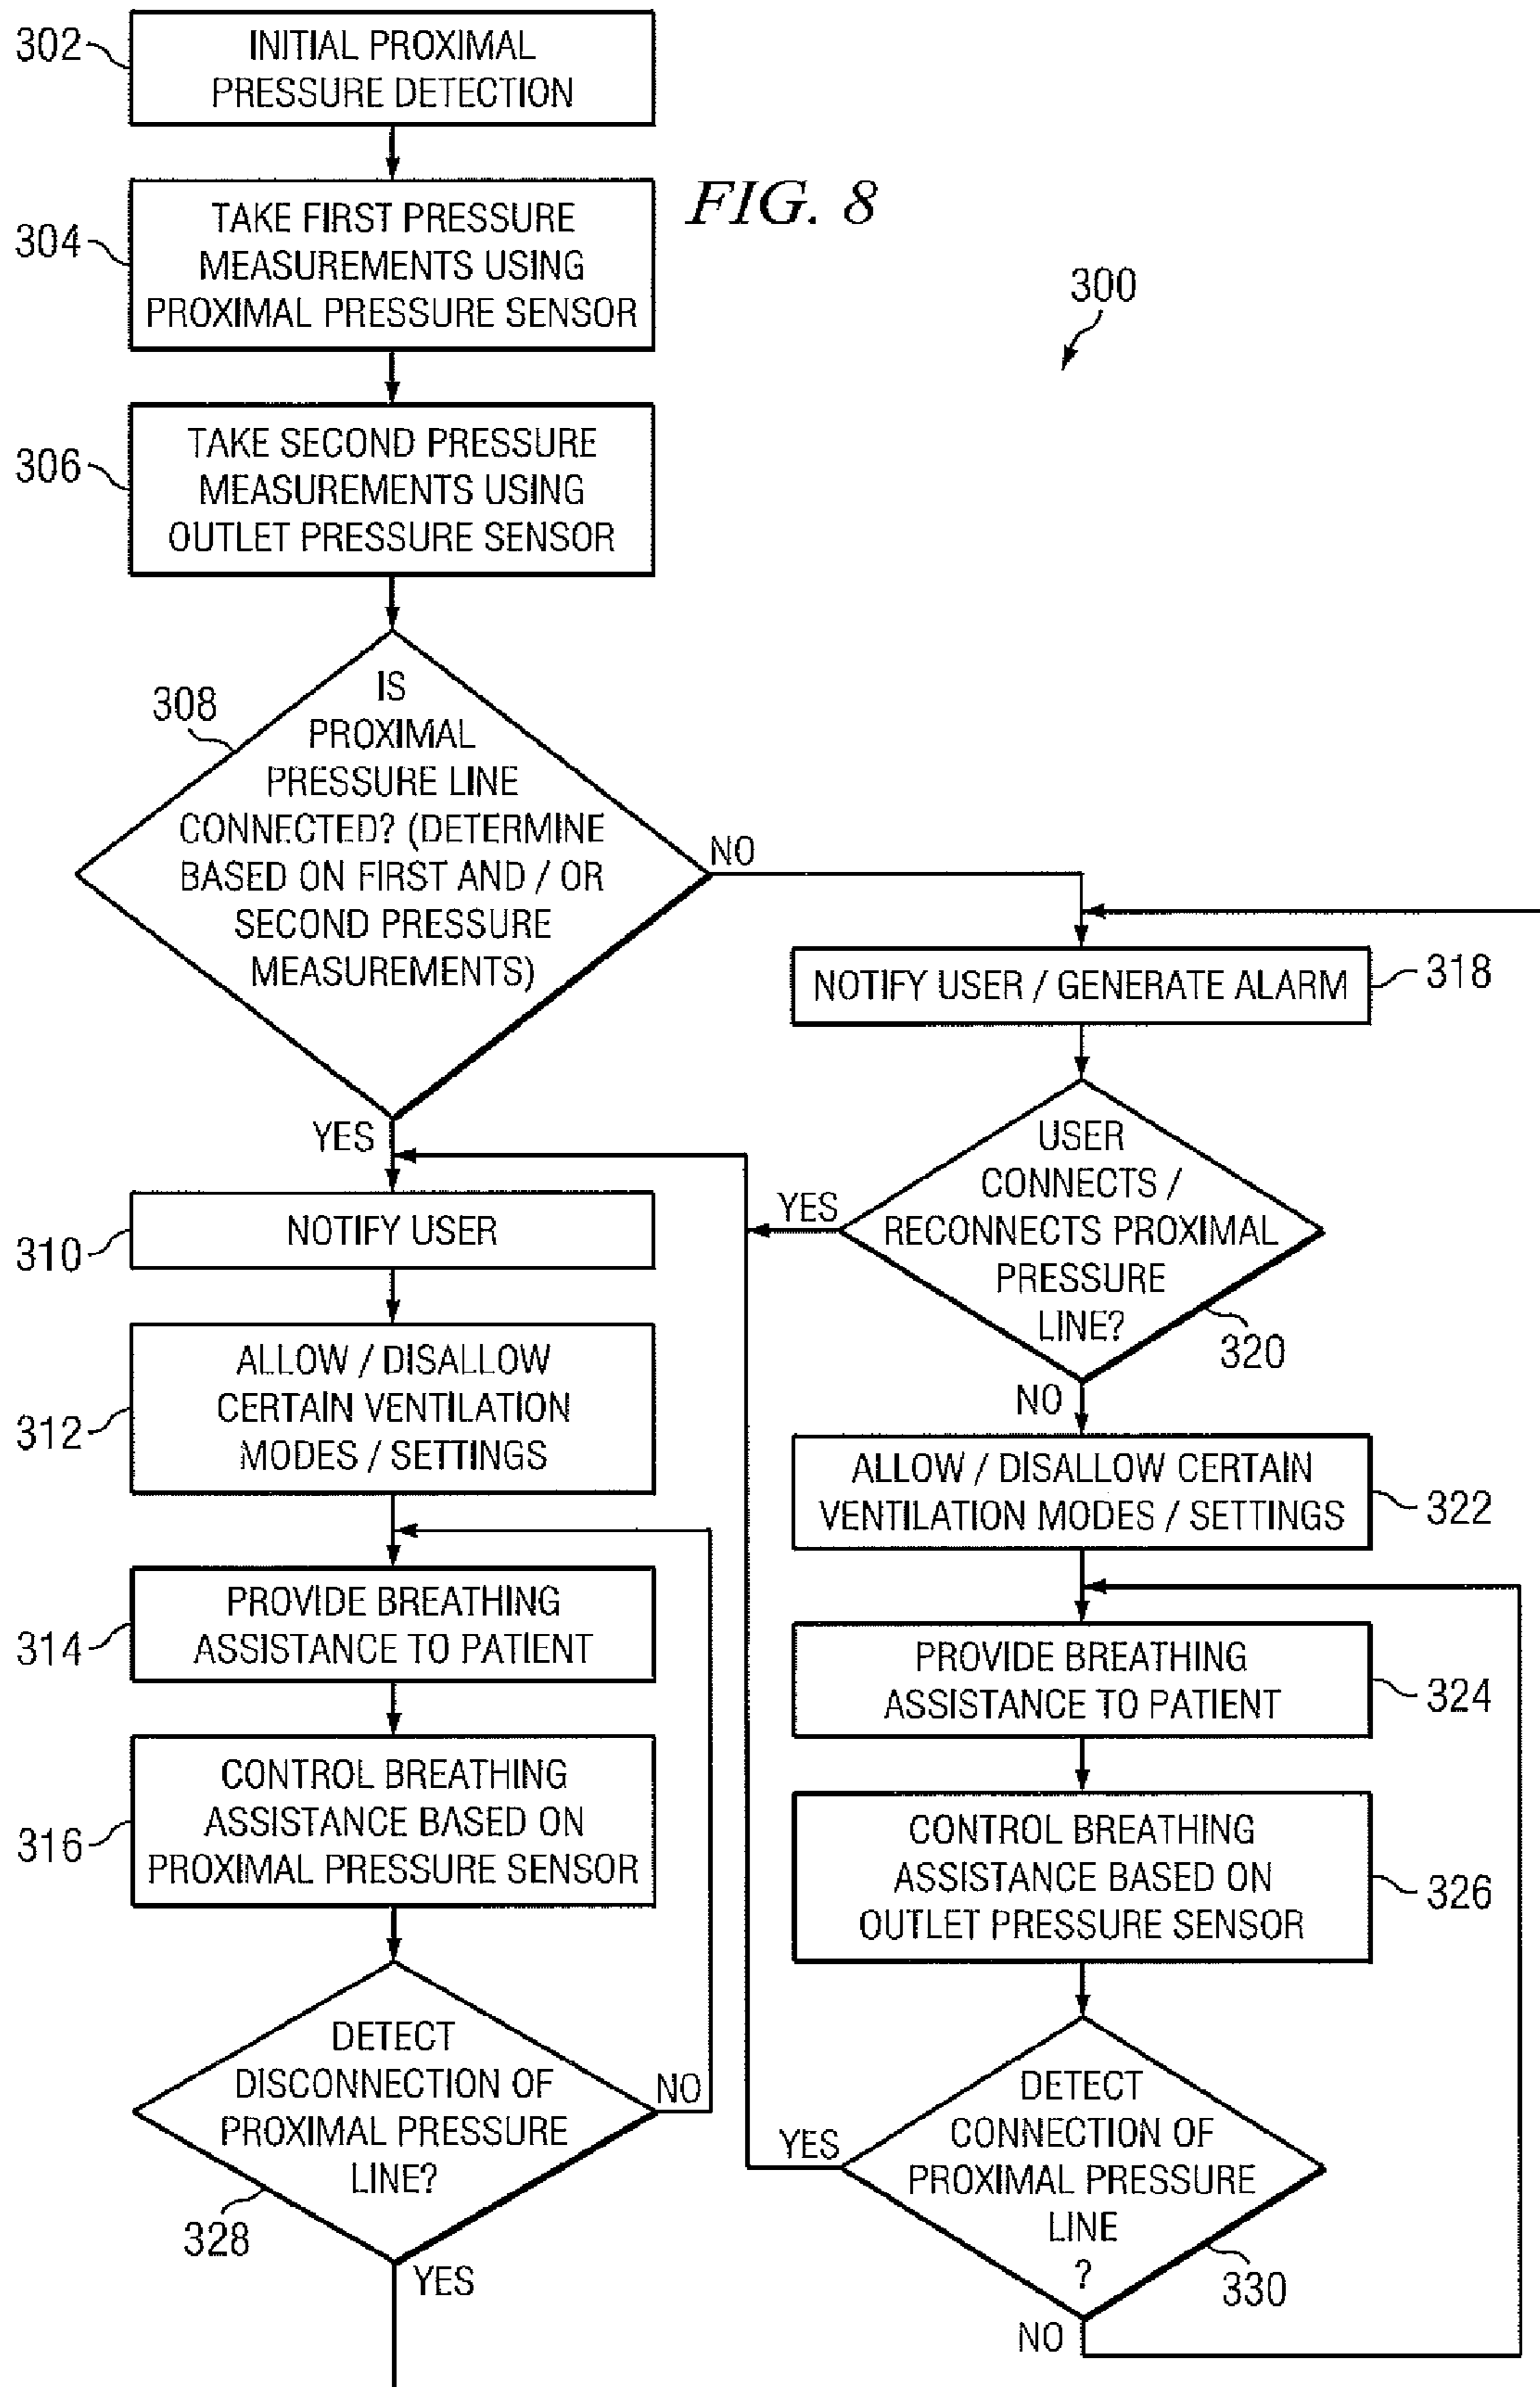 302
INITIAL PROXIMAL
PRESSURE DETECTION
FIG. 8
300
304
TAKE FIRST PRESSURE
MEASUREMENTS USING
PROXIMAL PRESSURE SENSOR
306
TAKE SECOND PRESSURE
MEASUREMENTS USING
OUTLET PRESSURE SENSOR
308
IS
PROXIMAL
PRESSURE LINE
CONNECTED? (DETERMINE
BASED ON FIRST AND / OR
SECOND PRESSURE
MEASUREMENTS)
NO
YES
310
NOTIFY USER
312
ALLOW / DISALLOW
CERTAIN VENTILATION
MODES / SETTINGS
314
PROVIDE BREATHING
ASSISTANCE TO PATIENT
316
CONTROL BREATHING
ASSISTANCE BASED ON
PROXIMAL PRESSURE SENSOR
DETECT
DISCONNECTION OF
PROXIMAL PRESSURE
LINE?
328
NO
YES
NOTIFY USER / GENERATE ALARM
318
USER
CONNECTS /
RECONNECTS PROXIMAL
PRESSURE
LINE?
320
YES
NO
ALLOW / DISALLOW CERTAIN
VENTILATION MODES / SETTINGS
322
PROVIDE BREATHING
ASSISTANCE TO PATIENT
324
CONTROL BREATHING
ASSISTANCE BASED ON
OUTLET PRESSURE SENSOR
326
DETECT
CONNECTION OF
PROXIMAL PRESSURE
LINE
?
330
YES
NO